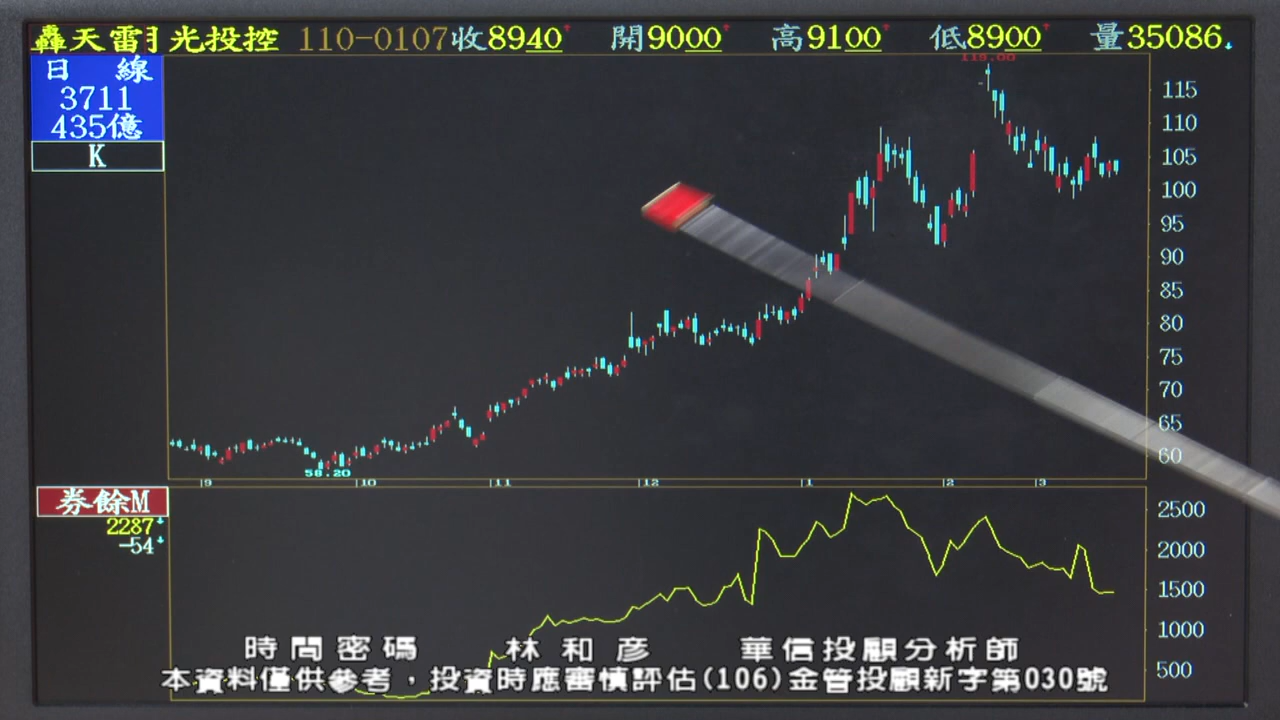 轟天雷 光投控 110-0107 收8940 開9000 高9100 低8900 量35086
日 線
3711
435億
K
119.00
115
110
105
100
95
90
85
80
75
70
65
60
58.20
9 10 11 12 1 2 3
券餘M
2287
-54
2500
2000
1500
1000
500
時間密碼 林和彥 華信投顧分析師
本資料僅供參考，投資時應審慎評估(106)金管投顧新字第030號